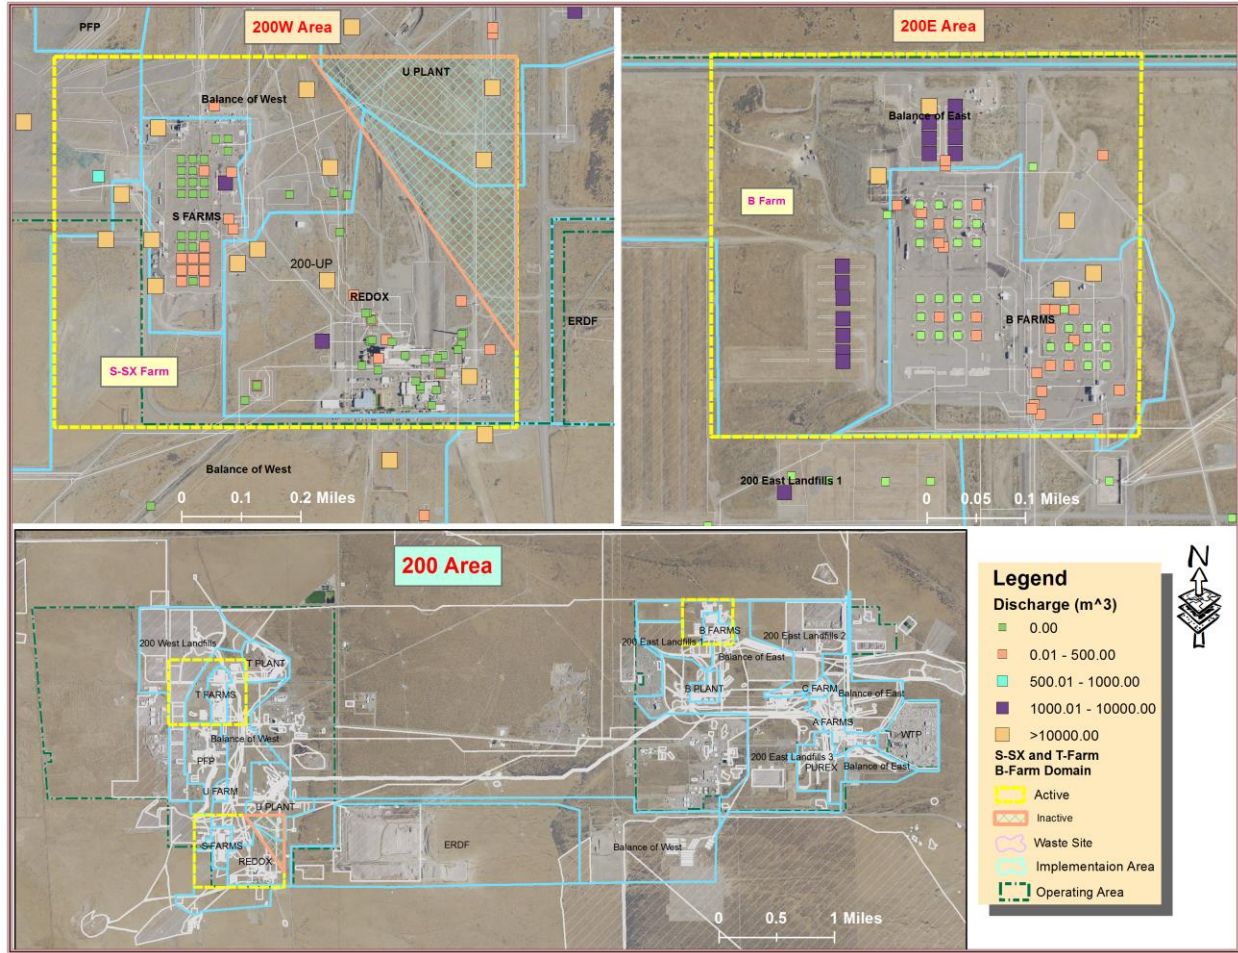 PFP
200W Area
U PLANT
Balance of West
S FARMS
200-UP
REDOX
ERDF
S-SX Farm
Balance of West
0 0.1 0.2 Miles
200E Area
Balance of East
B Farm
B FARMS
200 East Landfills 1
0 0.05 0.1 Miles
200 Area
200 West Landfills
T PLANT
T FARMS
Balance of West
PFP
U FARM
U PLANT
S FARMS
REDOX
ERDF
Balance of West
B FARMS
200 East Landfills 1
200 East Landfills 2
Balance of East
B PLANT
C FARM
Balance of East
A FARMS
WTP
200 East Landfills 3
PUREX
Balance of East
0 0.5 1 Miles
N
Legend
Discharge (m^3)
0.00
0.01 - 500.00
500.01 - 1000.00
1000.01 - 10000.00
>10000.00
S-SX and T-Farm
B-Farm Domain
Active
Inactive
Waste Site
Implementaion Area
Operating Area